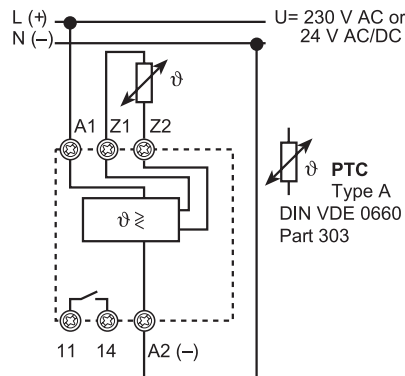 L (+)
N (–)
U= 230 V AC or
24 V AC/DC
ϑ
A1 Z1 Z2
ϑ PTC
Type A
DIN VDE 0660
Part 303
ϑ ≷
11 14 A2 (–)